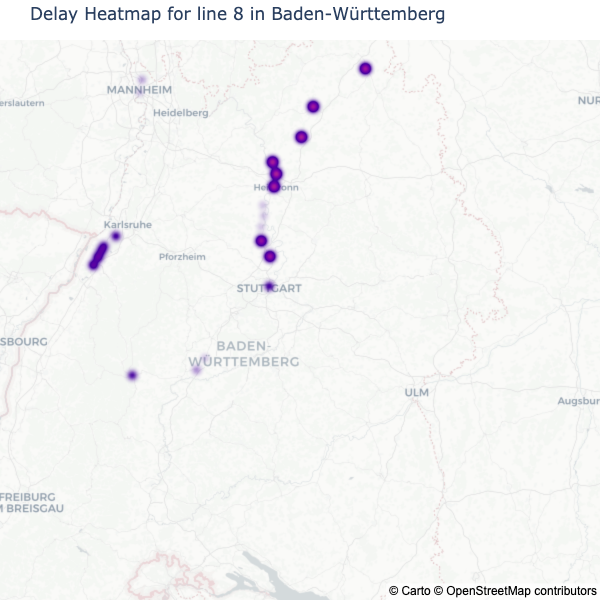 Delay Heatmap for line 8 in Baden-Württemberg
MANNHEIM
erslautern
Heidelberg
NUR
Karlsruhe
Pforzheim
STUTTGART
SBOURG
BADEN-
WÜRTTEMBERG
ULM
Augsbur
FREIBURG
M BREISGAU
© Carto © OpenStreetMap contributors